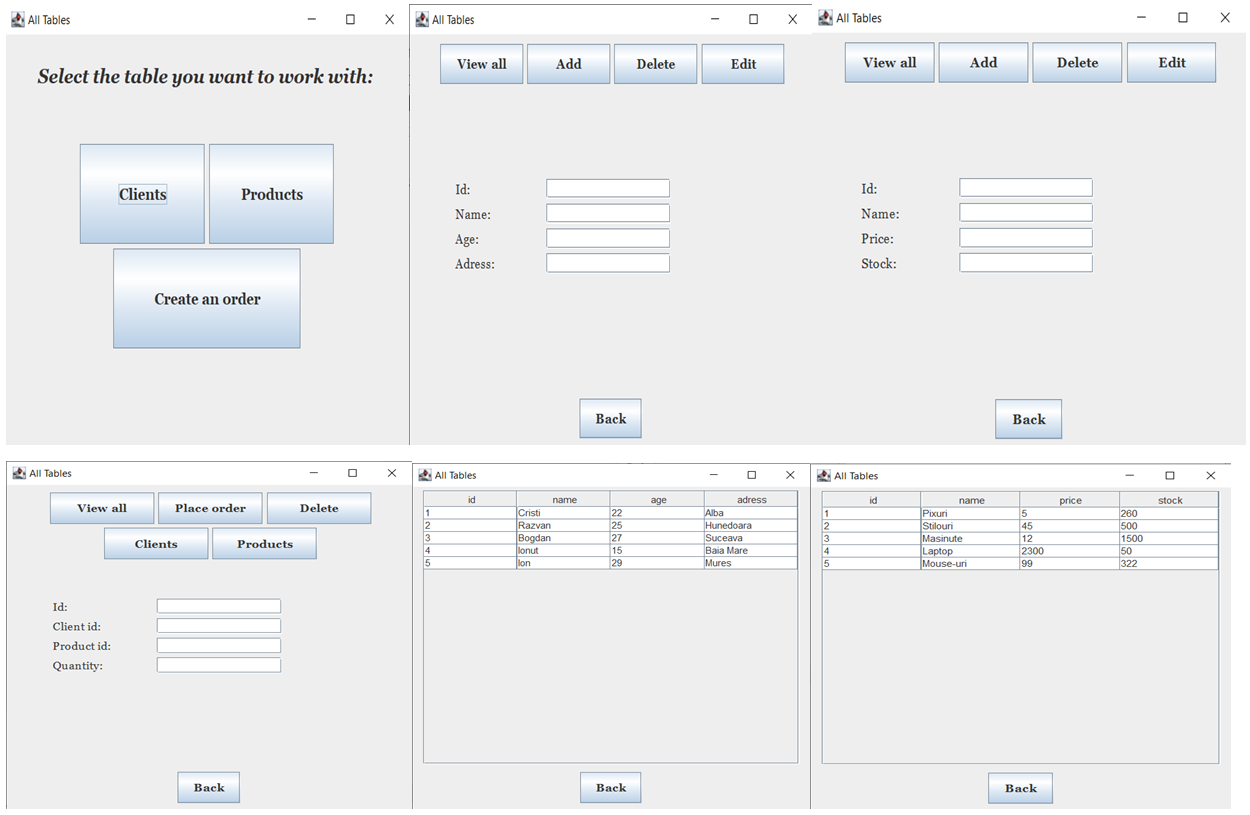 All Tables
Select the table you want to work with:
Clients Products
Create an order
All Tables
View all Add Delete Edit
Id:
Name:
Age:
Adress:
Back
All Tables
View all Add Delete Edit
Id:
Name:
Price:
Stock:
Back
All Tables
View all Place order Delete
Clients Products
Id:
Client id:
Product id:
Quantity:
Back
All Tables
id name age adress
1 Cristi 22 Alba
2 Razvan 25 Hunedoara
3 Bogdan 27 Suceava
4 Ionut 15 Baia Mare
5 Ion 29 Mures
Back
All Tables
id name price stock
1 Pixuri 5 260
2 Stilouri 45 500
3 Masinute 12 1500
4 Laptop 2300 50
5 Mouse-uri 99 322
Back